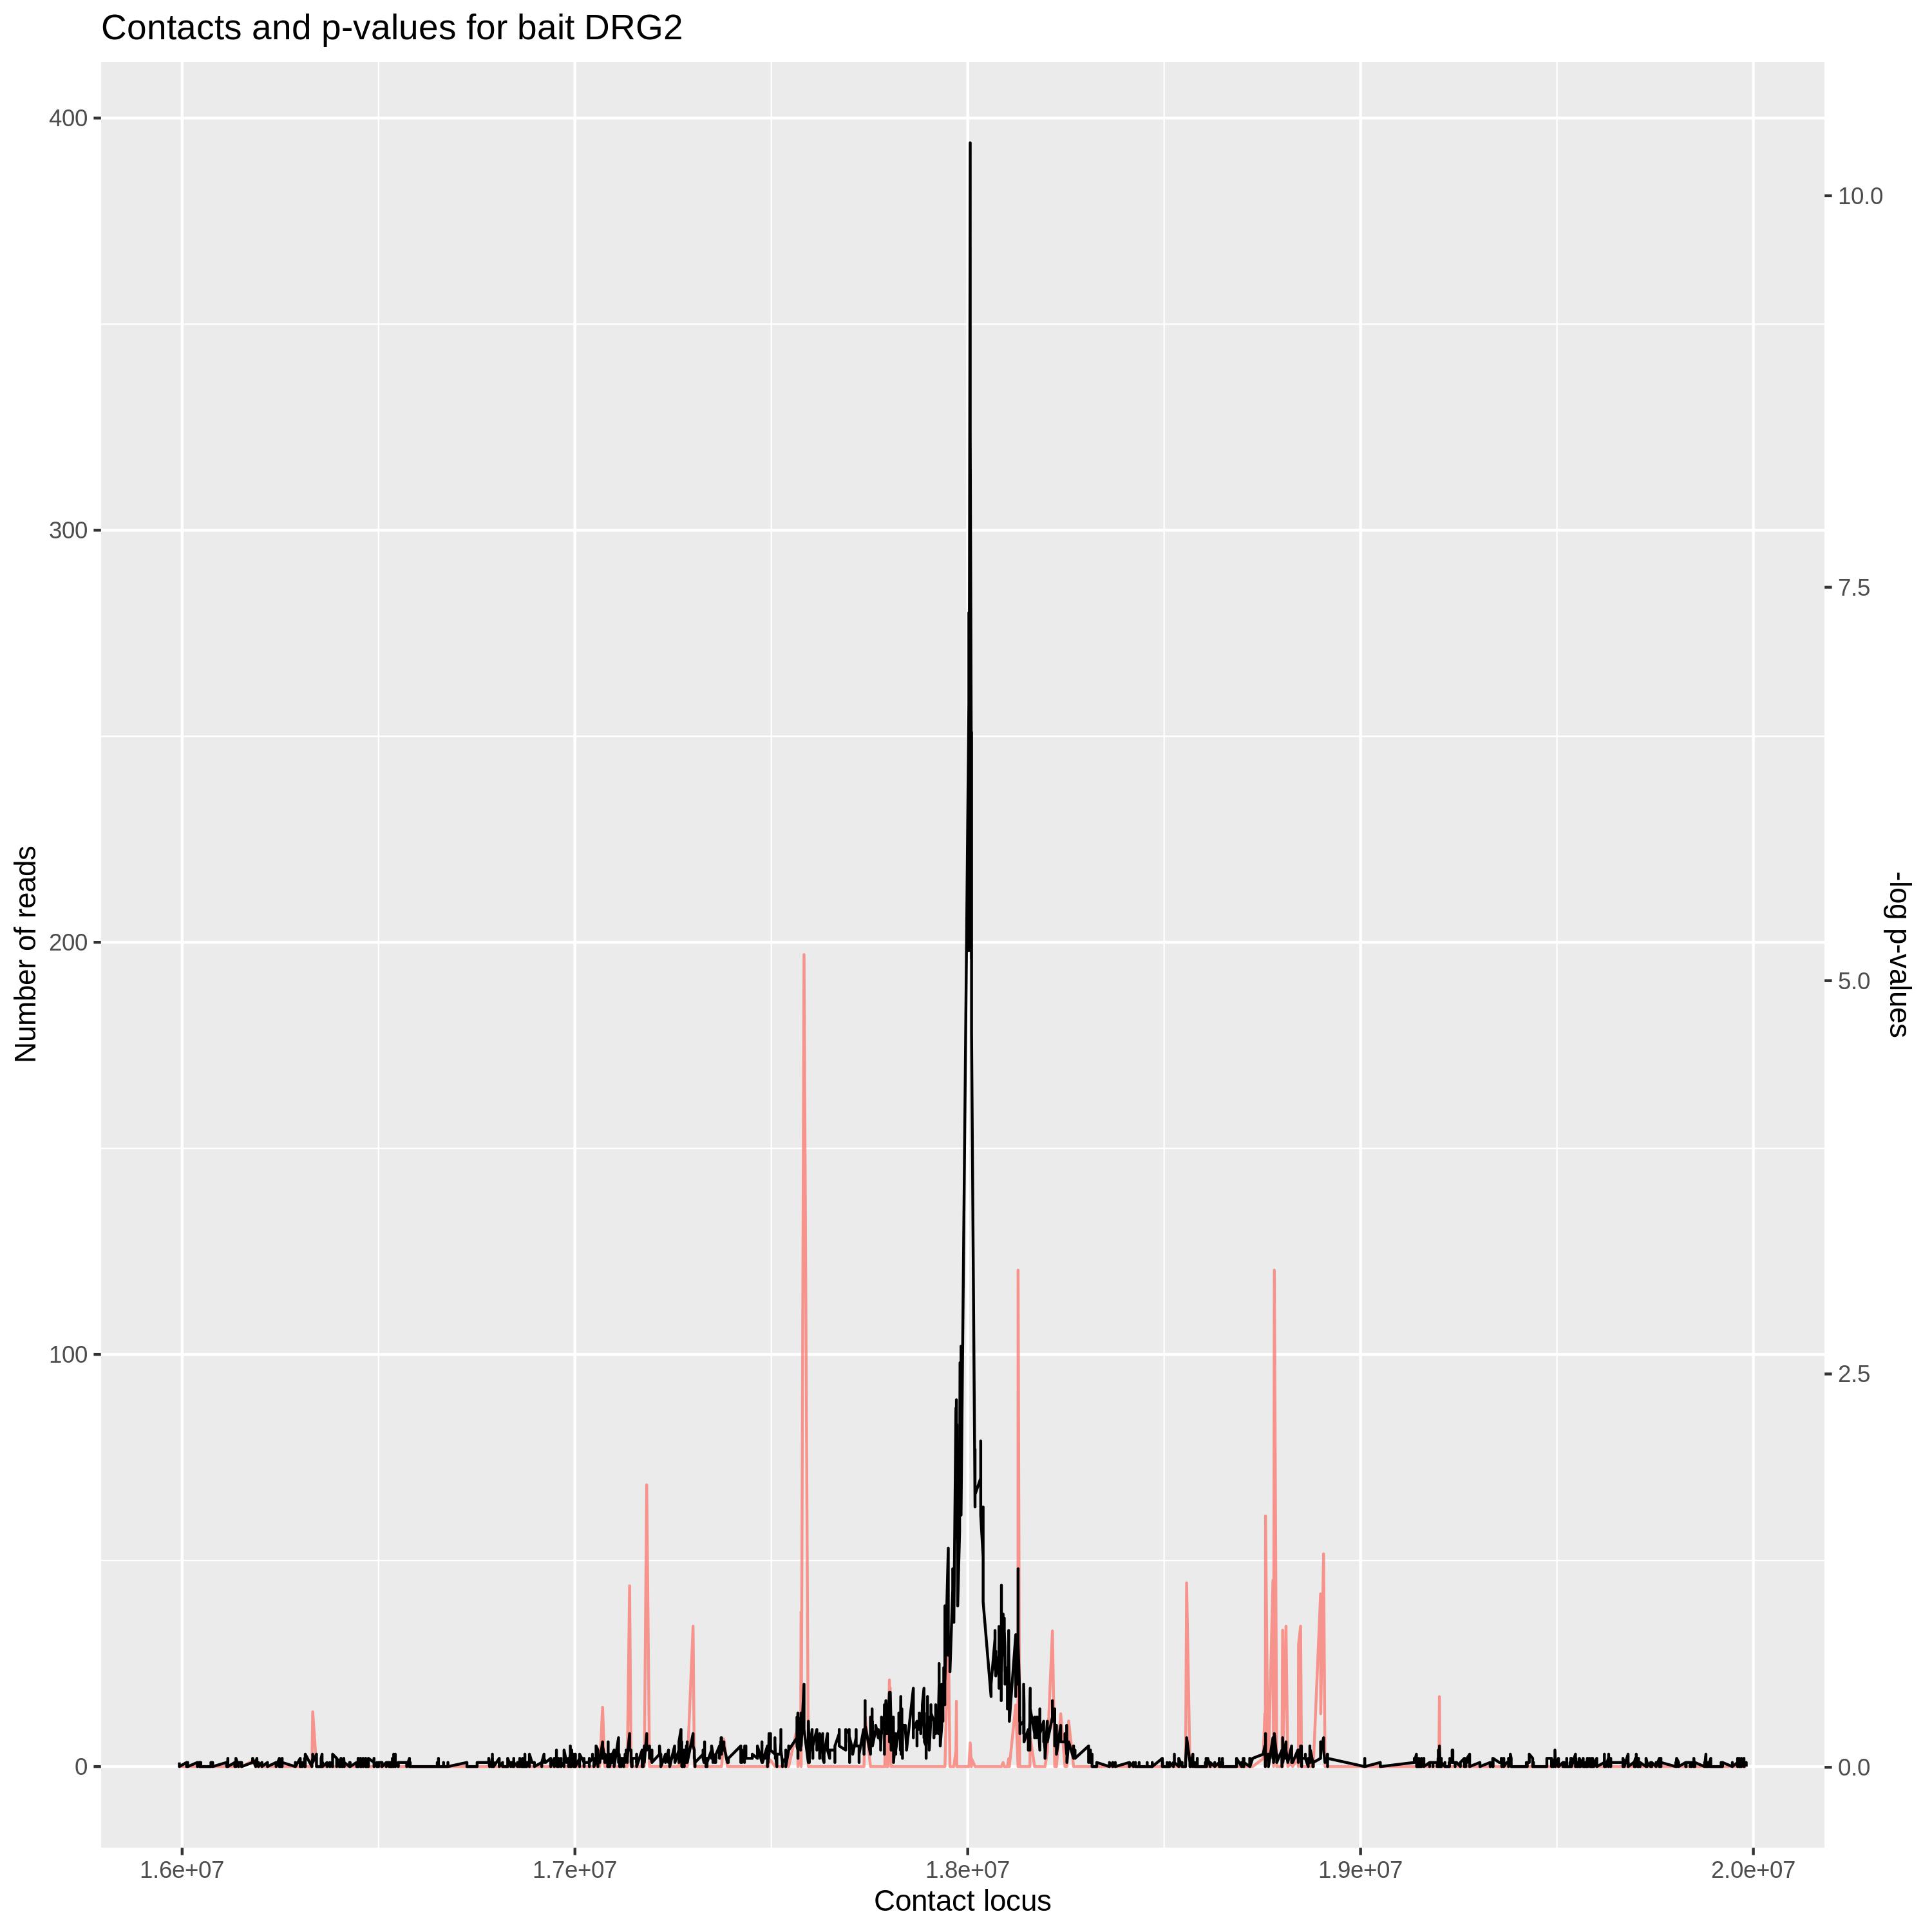 Contacts and p-values for bait DRG2
400
300
200
100
0
Number of reads
10.0
7.5
5.0
2.5
0.0
-log p-values
1.6e+07
1.7e+07
1.8e+07
1.9e+07
2.0e+07
Contact locus